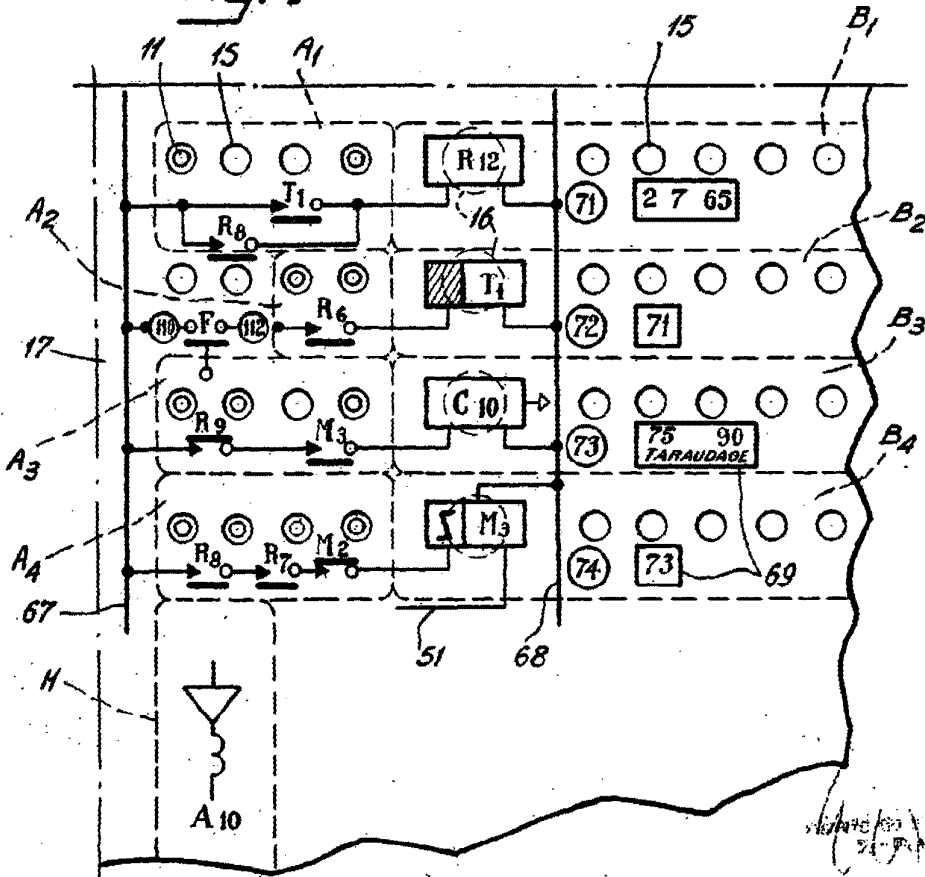 11 15 A1 15 B1
R12
T1 71 2 7 65
A2 R8 16 B2
T1
110 F 112 R6 72 71
17 B3
C10
A3 R9 M3 73 75 90
TARAUDAGE
B4
M3
A4 R8 R7 M2 74 73 69
67 51 68
H
A10